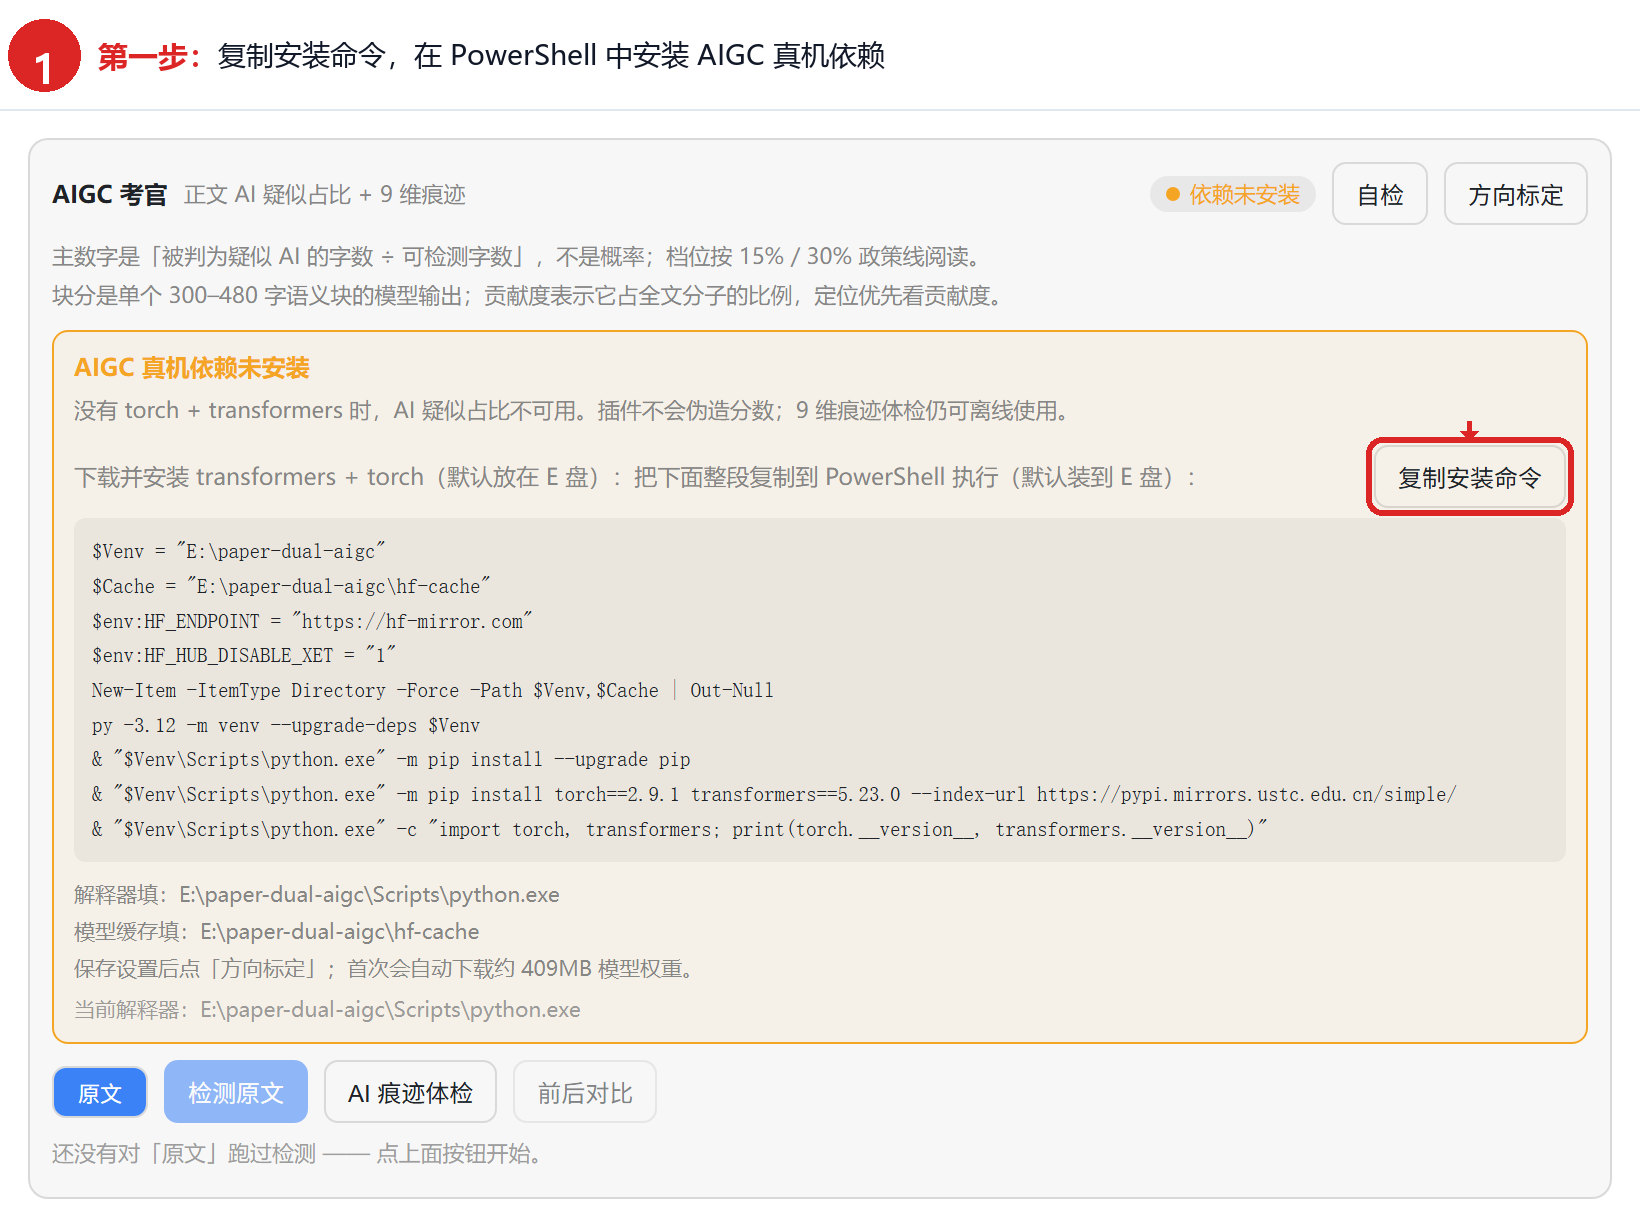 1 第一步：复制安装命令，在 PowerShell 中安装 AIGC 真机依赖
AIGC 考官 正文 AI 疑似占比 + 9 维痕迹 依赖未安装 自检 方向标定
主数字是「被判为疑似 AI 的字数 ÷ 可检测字数」，不是概率；档位按 15% / 30% 政策线阅读。
块分是单个 300–480 字语义块的模型输出；贡献度表示它占全文分子的比例，定位优先看贡献度。
AIGC 真机依赖未安装
没有 torch + transformers 时，AI 疑似占比不可用。插件不会伪造分数；9 维痕迹体检仍可离线使用。
下载并安装 transformers + torch（默认放在 E 盘）：把下面整段复制到 PowerShell 执行（默认装到 E 盘）： 复制安装命令
$Venv = "E:\paper-dual-aigc"
$Cache = "E:\paper-dual-aigc\hf-cache"
$env:HF_ENDPOINT = "https://hf-mirror.com"
$env:HF_HUB_DISABLE_XET = "1"
New-Item -ItemType Directory -Force -Path $Venv,$Cache | Out-Null
py -3.12 -m venv --upgrade-deps $Venv
& "$Venv\Scripts\python.exe" -m pip install --upgrade pip
& "$Venv\Scripts\python.exe" -m pip install torch==2.9.1 transformers==5.23.0 --index-url https://pypi.mirrors.ustc.edu.cn/simple/
& "$Venv\Scripts\python.exe" -c "import torch, transformers; print(torch.__version__, transformers.__version__)"
解释器填：E:\paper-dual-aigc\Scripts\python.exe
模型缓存填：E:\paper-dual-aigc\hf-cache
保存设置后点「方向标定」；首次会自动下载约 409MB 模型权重。
当前解释器：E:\paper-dual-aigc\Scripts\python.exe
原文 检测原文 AI 痕迹体检 前后对比
还没有对「原文」跑过检测 —— 点上面按钮开始。